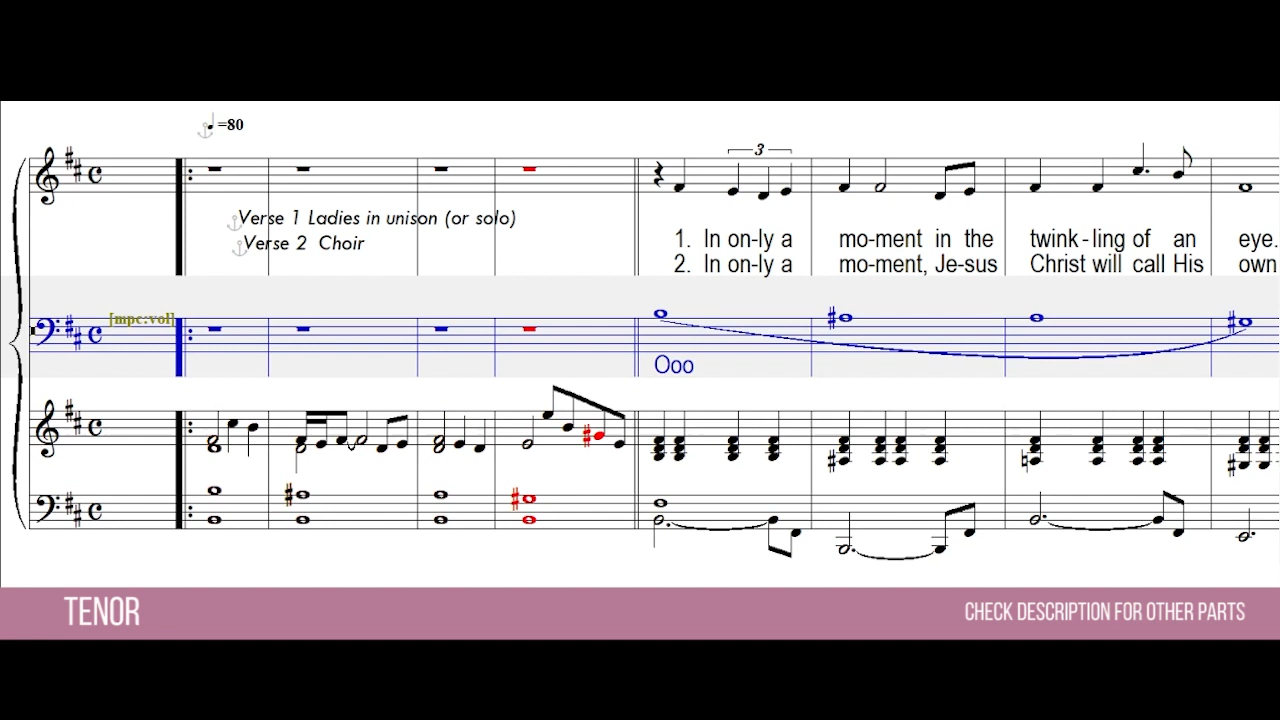 =80
Verse 1 Ladies in unison (or solo)
Verse 2 Choir
3
1. In on-ly a mo-ment in the twink-ling of an eye.
2. In on-ly a mo-ment, Je-sus Christ will call His own
[mpc:vol]
Ooo
TENOR
CHECK DESCRIPTION FOR OTHER PARTS